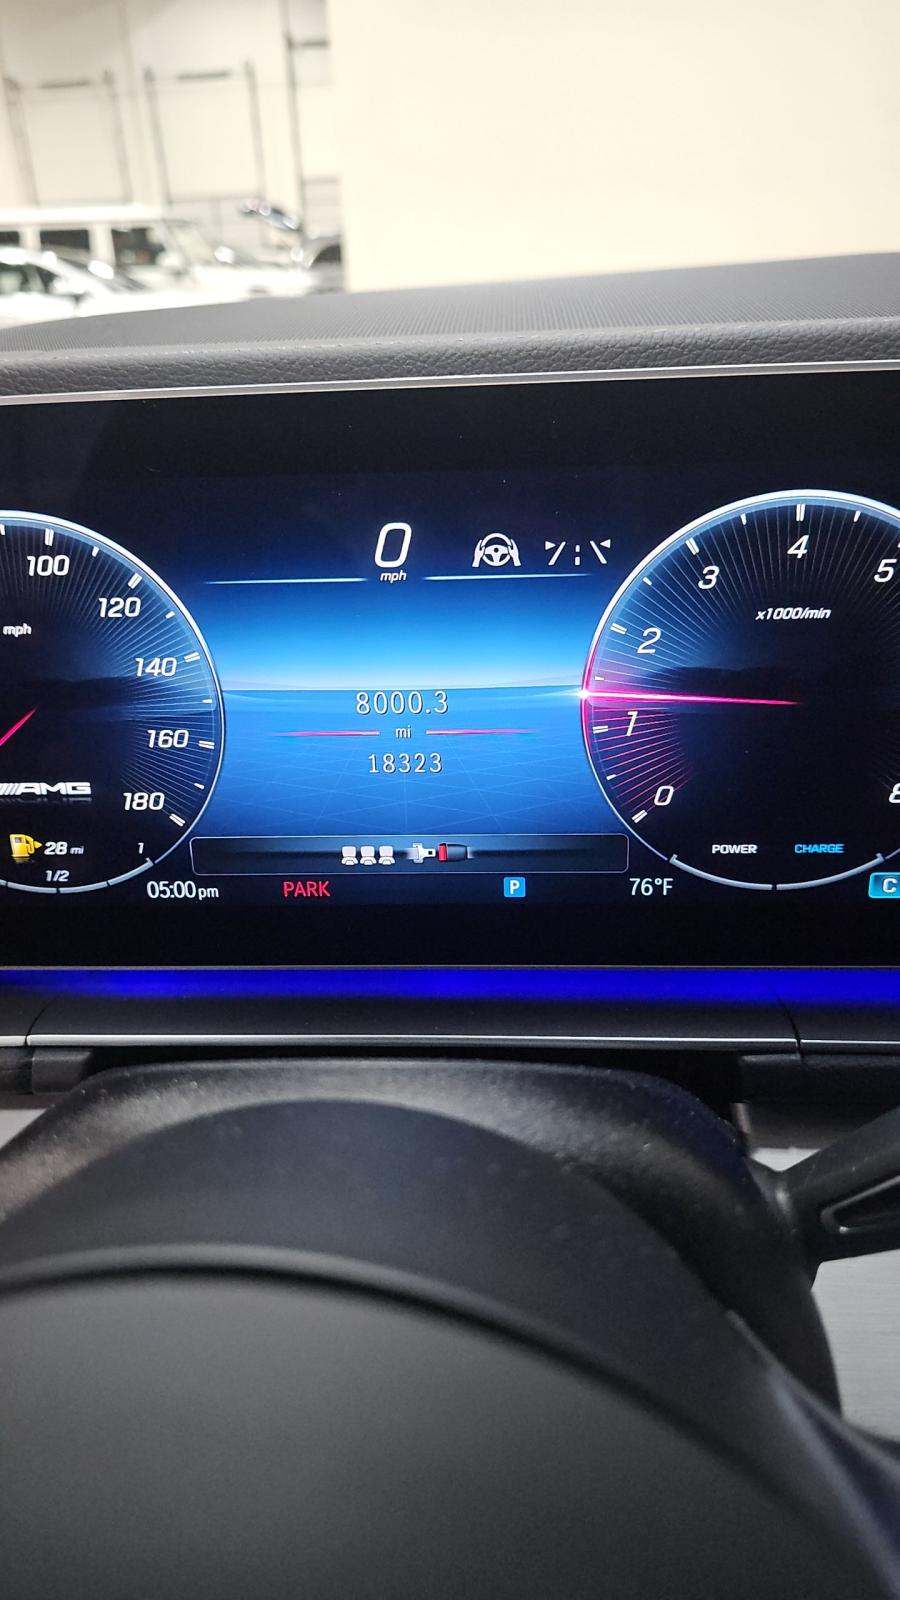 0
mph
100
120
mph
140
160
180
AMG
28 mi
1
1/2
8000.3
mi
18323
4
3
5
x1000/min
2
1
0
8
POWER
CHARGE
05:00pm
PARK
P
76°F
C